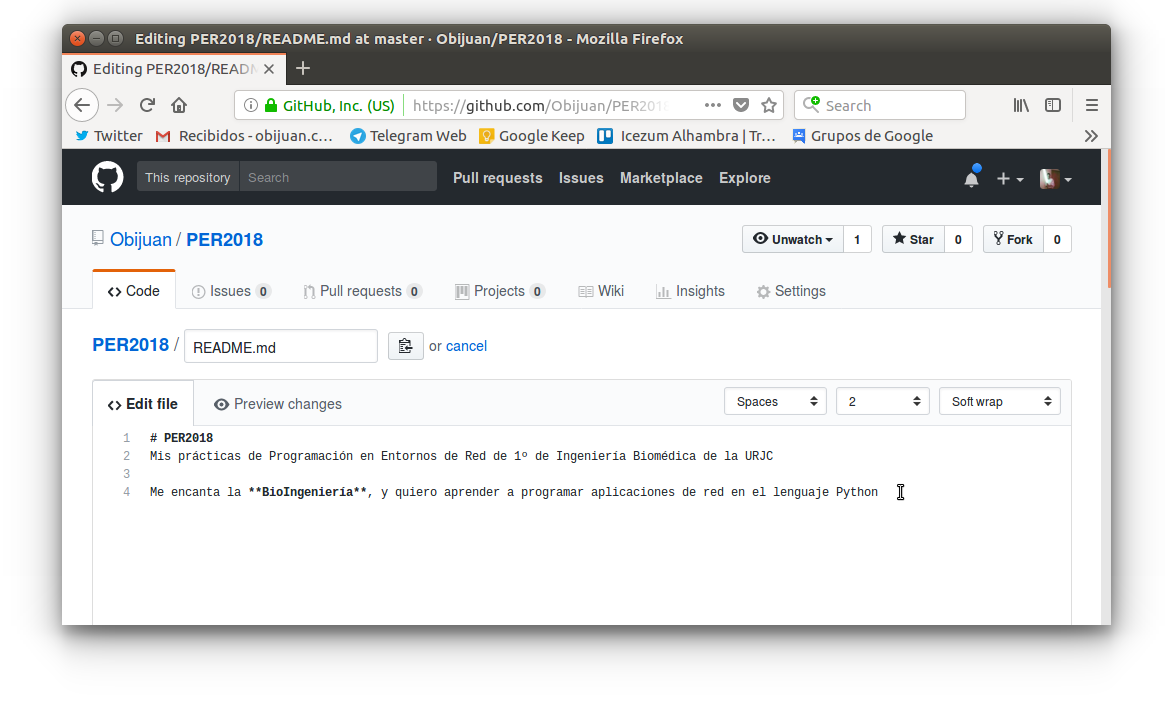 Editing PER2018/README.md at master · Obijuan/PER2018 - Mozilla Firefox
Editing PER2018/READM
GitHub, Inc. (US) https://github.com/Obijuan/PER2018 Search
Twitter Recibidos - obijuan.c… Telegram Web Google Keep Icezum Alhambra | Tr… Grupos de Google
This repository Search Pull requests Issues Marketplace Explore
Obijuan / PER2018 Unwatch 1 Star 0 Fork 0
Code Issues 0 Pull requests 0 Projects 0 Wiki Insights Settings
PER2018 / README.md or cancel
Edit file Preview changes Spaces 2 Soft wrap
1 # PER2018
2 Mis prácticas de Programación en Entornos de Red de 1º de Ingeniería Biomédica de la URJC
3
4 Me encanta la **BioIngeniería**, y quiero aprender a programar aplicaciones de red en el lenguaje Python